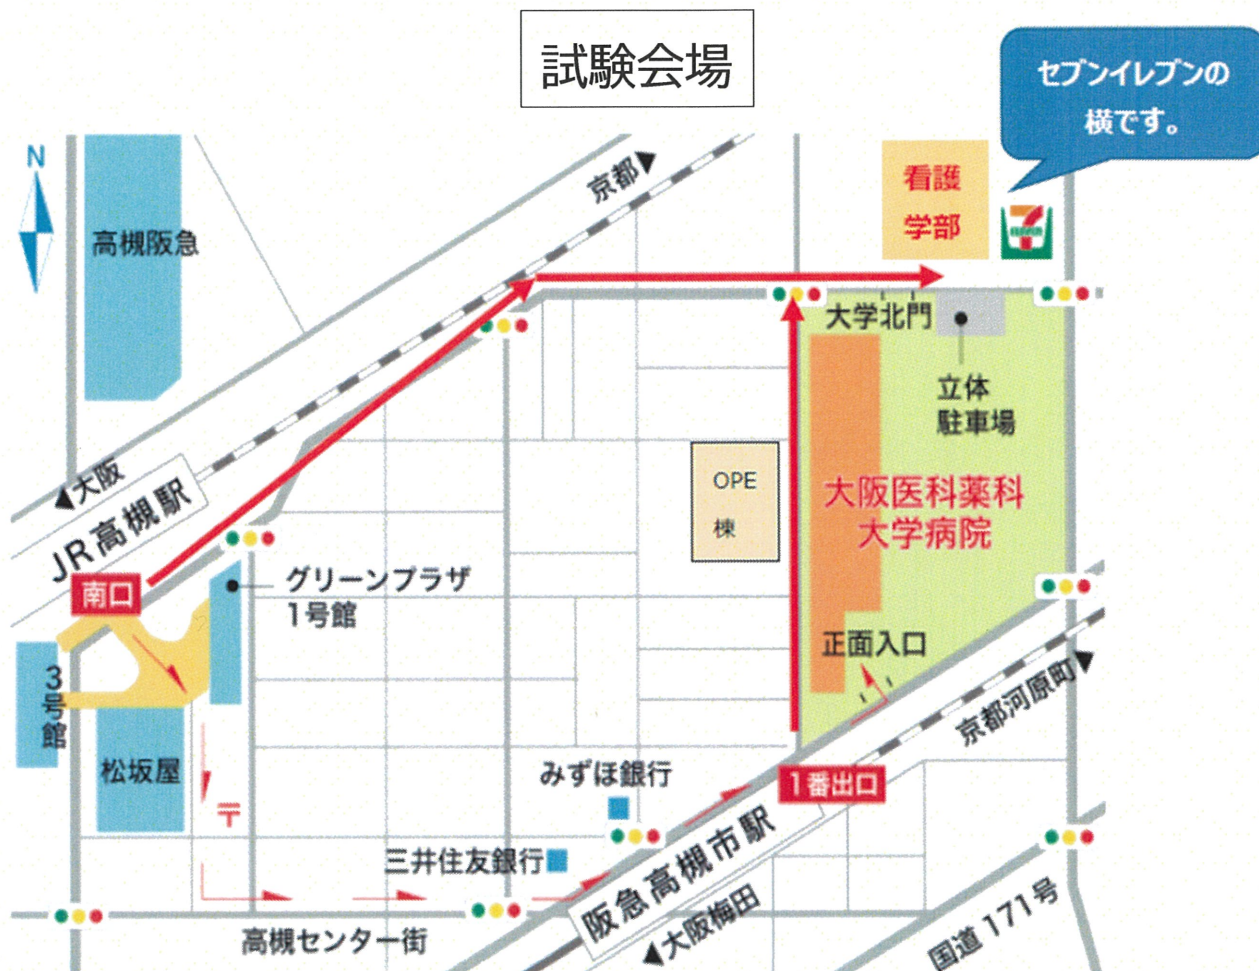 試験会場
セブンイレブンの
横です。
N
京都▶
看護
学部
高槻阪急
大学北門
立体
駐車場
◀大阪
JR高槻駅
OPE
棟
大阪医科薬科
大学病院
南口
グリーンプラザ
1号館
正面入口
3号館
京都河原町▶
松坂屋
みずほ銀行
1番出口
〒
三井住友銀行
阪急高槻市駅
◀大阪梅田
高槻センター街
国道171号